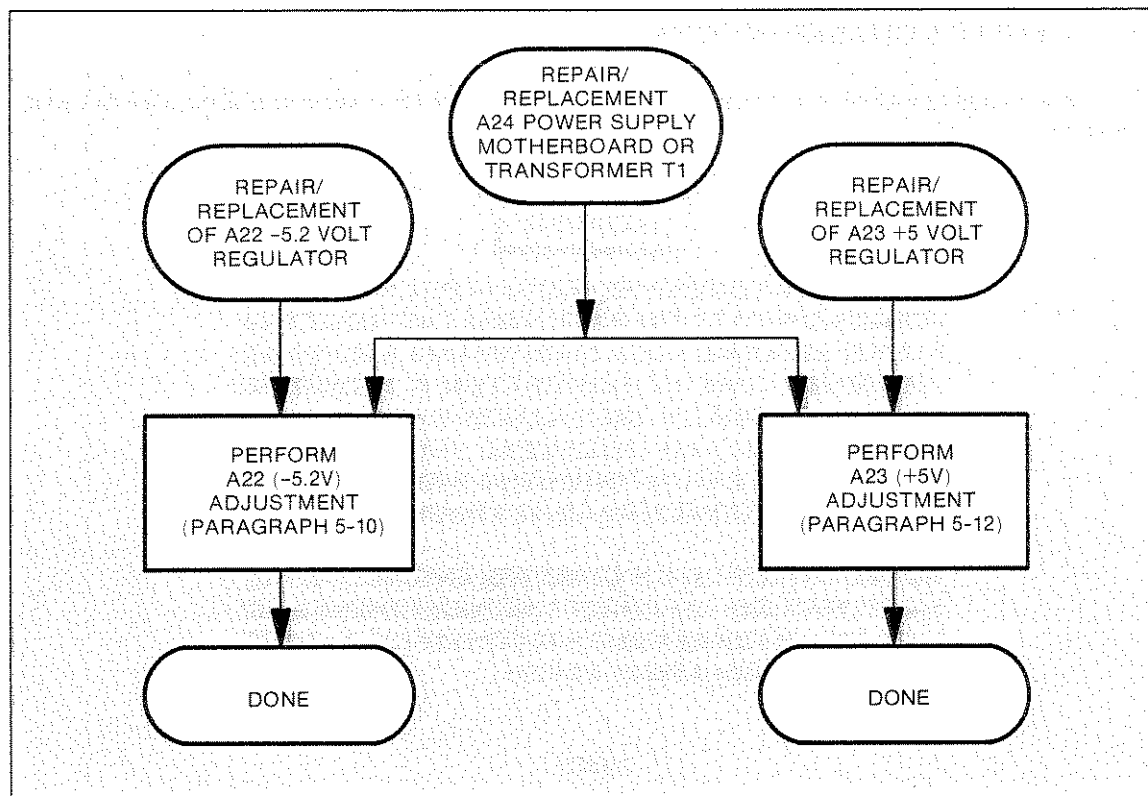 REPAIR/
REPLACEMENT
A24 POWER SUPPLY
MOTHERBOARD OR
TRANSFORMER T1
REPAIR/
REPLACEMENT
OF A22 -5.2 VOLT
REGULATOR
REPAIR/
REPLACEMENT
OF A23 +5 VOLT
REGULATOR
PERFORM
A22 (-5.2V)
ADJUSTMENT
(PARAGRAPH 5-10)
PERFORM
A23 (+5V)
ADJUSTMENT
(PARAGRAPH 5-12)
DONE
DONE